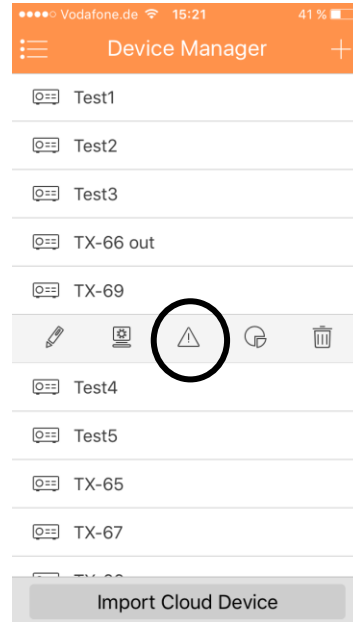 Vodafone.de 15:21 41 %
Device Manager
Test1
Test2
Test3
TX-66 out
TX-69
Test4
Test5
TX-65
TX-67
Import Cloud Device